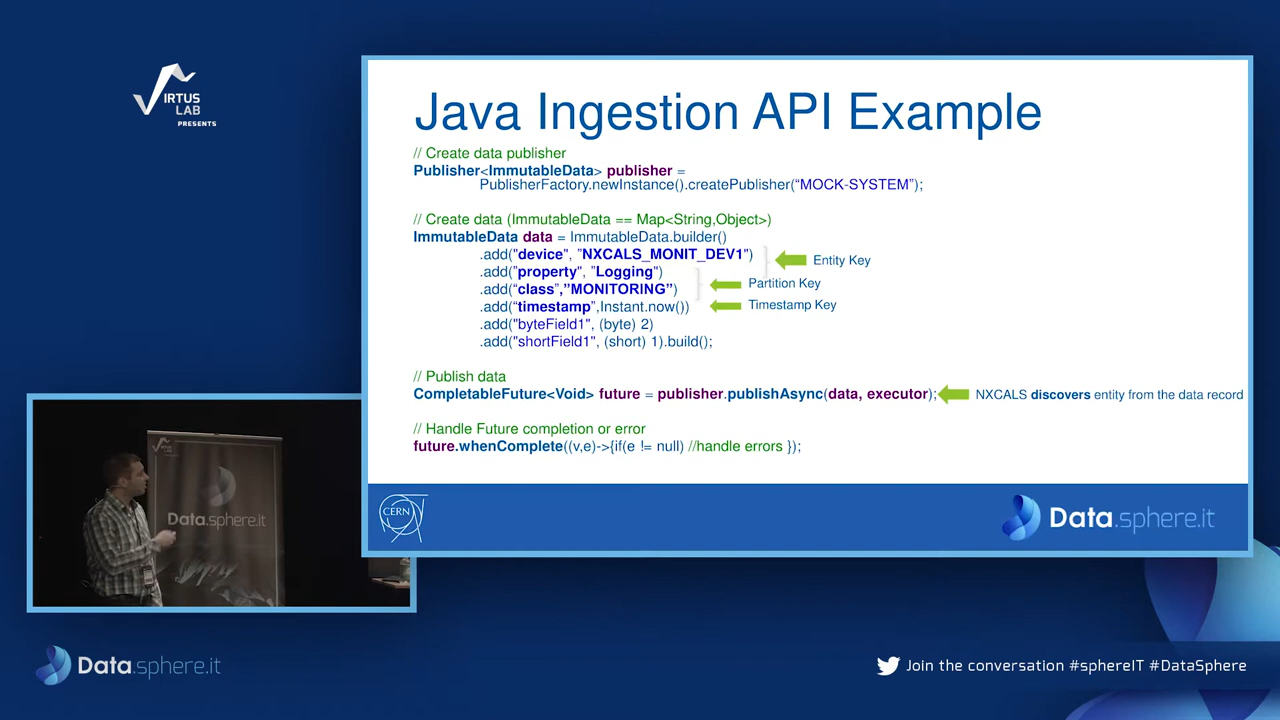 VIRTUS
LAB
PRESENTS
Java Ingestion API Example
// Create data publisher
Publisher<ImmutableData> publisher =
PublisherFactory.newInstance().createPublisher(“MOCK-SYSTEM”);
// Create data (ImmutableData == Map<String,Object>)
ImmutableData data = ImmutableData.builder()
.add("device", ”NXCALS_MONIT_DEV1")
Entity Key
.add("property", ”Logging")
.add(“class”,”MONITORING”)
Partition Key
.add(“timestamp”,Instant.now())
Timestamp Key
.add("byteField1", (byte) 2)
.add("shortField1", (short) 1).build();
// Publish data
CompletableFuture<Void> future = publisher.publishAsync(data, executor);
NXCALS discovers entity from the data record
// Handle Future completion or error
future.whenComplete((v,e)->{if(e != null) //handle errors });
CERN
Data.sphere.it
Data.sphere.it
Data.sphere.it
Join the conversation #sphereIT #DataSphere